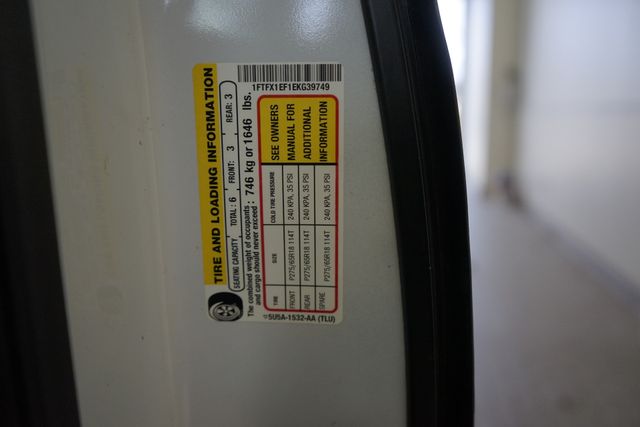 TIRE AND LOADING INFORMATION
SEATING CAPACITY TOTAL: 6 FRONT: 3 REAR: 3
The combined weight of occupants and cargo should never exceed: 746 kg or 1646 lbs.
TIRE SIZE COLD TIRE PRESSURE SEE OWNERS MANUAL FOR ADDITIONAL INFORMATION
FRONT P275/65R18 114T 240 KPA, 35 PSI
REAR P275/65R18 114T 240 KPA, 35 PSI
SPARE P275/65R18 114T 240 KPA, 35 PSI
5U5A-1532-AA (TLU)
1FTFX1EF1EKG39749